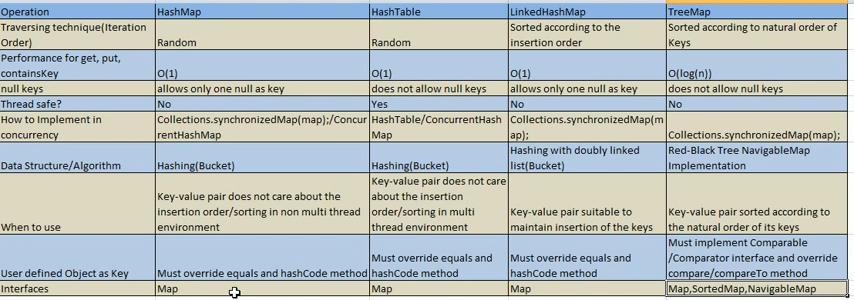 Operation HashMap HashTable LinkedHashMap TreeMap
Traversing technique(Iteration Order) Random Random Sorted according to the insertion order Sorted according to natural order of Keys
Performance for get, put, containsKey O(1) O(1) O(1) O(log(n))
null keys allows only one null as key does not allow null keys allows only one null as key does not allow null keys
Thread safe? No Yes No No
How to Implement in concurrency Collections.synchronizedMap(map);/ConcurrentHashMap HashTable/ConcurrentHashMap Collections.synchronizedMap(map); Collections.synchronizedMap(map);
Data Structure/Algorithm Hashing(Bucket) Hashing(Bucket) Hashing with doubly linked list(Bucket) Red-Black Tree NavigableMap Implementation
When to use Key-value pair does not care about the insertion order/sorting in non multi thread environment Key-value pair does not care about the insertion order/sorting in multi thread environment Key-value pair suitable to maintain insertion of the keys Key-value pair sorted according to the natural order of its keys
User defined Object as Key Must override equals and hashCode method Must override equals and hashCode method Must override equals and hashCode method Must implement Comparable /Comparator interface and override compare/compareTo method
Interfaces Map Map Map Map,SortedMap,NavigableMap